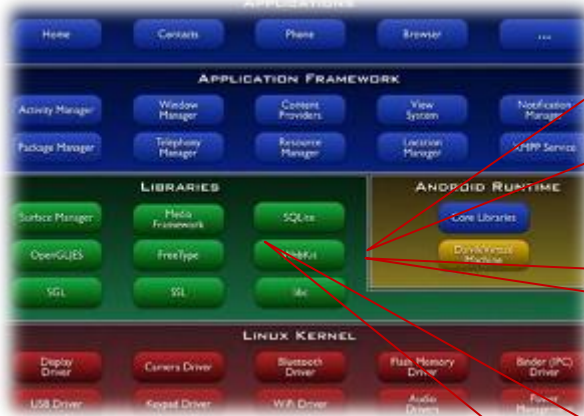 APPLICATIONS
Home Contacts Phone Browser ...
APPLICATION FRAMEWORK
Activity Manager Window Manager Content Providers View System Notification Manager
Package Manager Telephony Manager Resource Manager Location Manager XMPP Service
LIBRARIES ANDROID RUNTIME
Surface Manager Media Framework SQLite Core Libraries
OpenGL|ES FreeType WebKit Dalvik Virtual Machine
SGL SSL libc
LINUX KERNEL
Display Driver Camera Driver Bluetooth Driver Flash Memory Driver Binder (IPC) Driver
USB Driver Keypad Driver WiFi Driver Audio Drivers Power